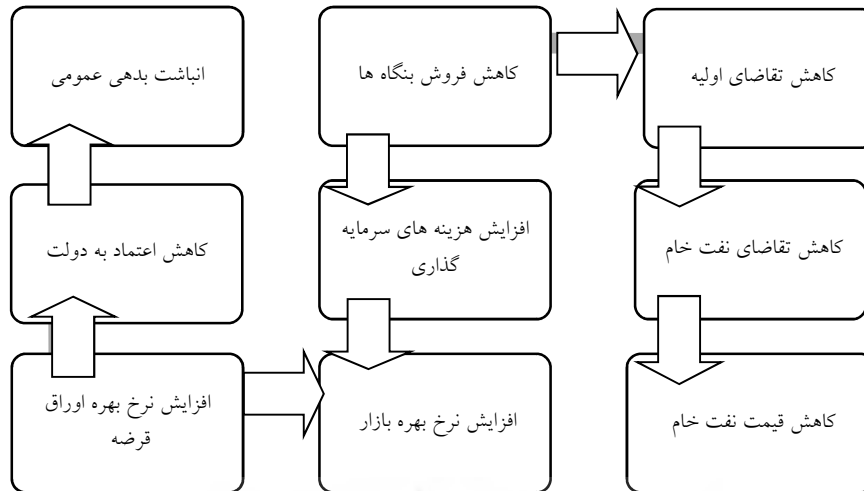 کاهش تقاضای اولیه
کاهش فروش بنگاه ها
انباشت بدهی عمومی
کاهش تقاضای نفت خام
افزایش هزینه های سرمایه
گذاری
کاهش اعتماد به دولت
کاهش قیمت نفت خام
افزایش نرخ بهره بازار
افزایش نرخ بهره اوراق
قرضه